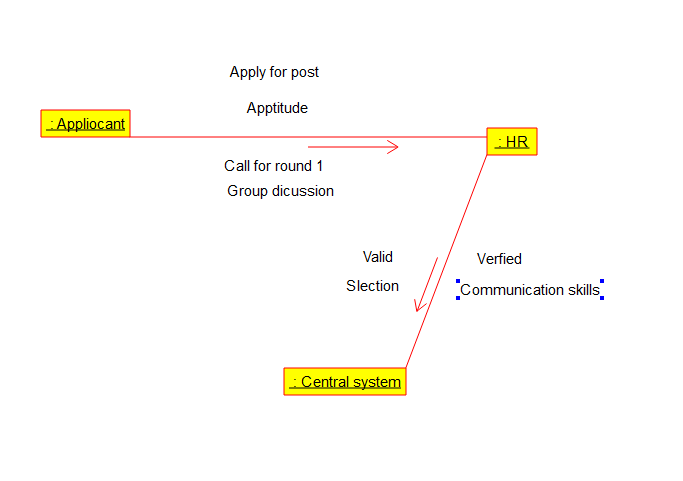 Apply for post
Apptitude
: Appliocant
: HR
Call for round 1
Group dicussion
Valid
Verfied
Slection
Communication skills
: Central system